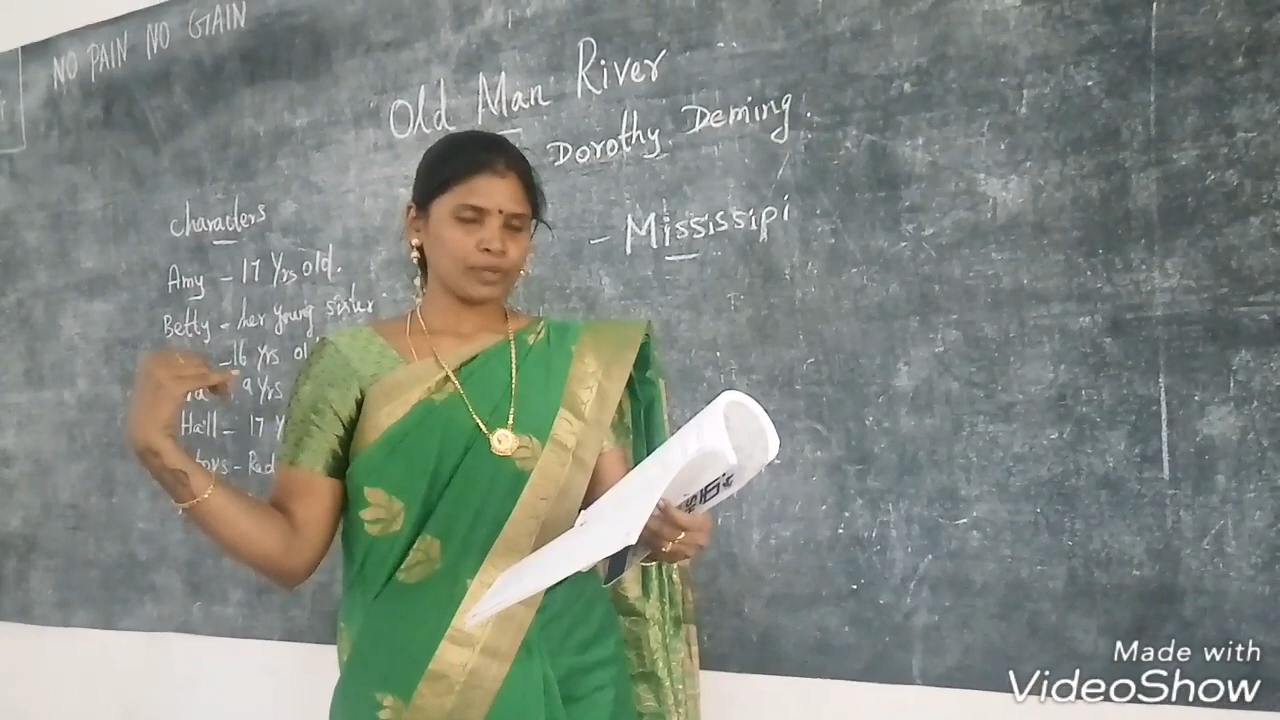 NO PAIN NO GAIN
Old Man River
Dorothy Deming.
- Mississipi
Characters
Amy - 17 Yrs old.
Betty - her young sister
- 16 yrs
9 Yrs
Hall - 17
Made with
VideoShow